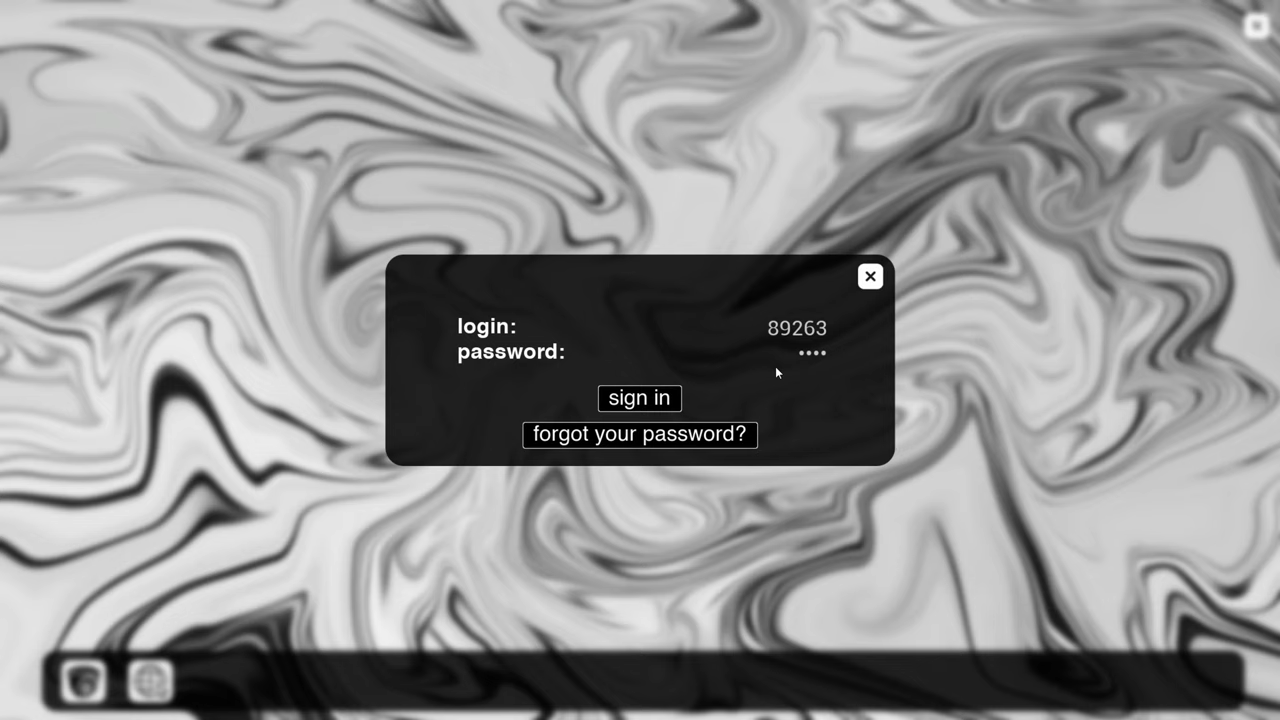 login: 89263
password: ••••
sign in
forgot your password?